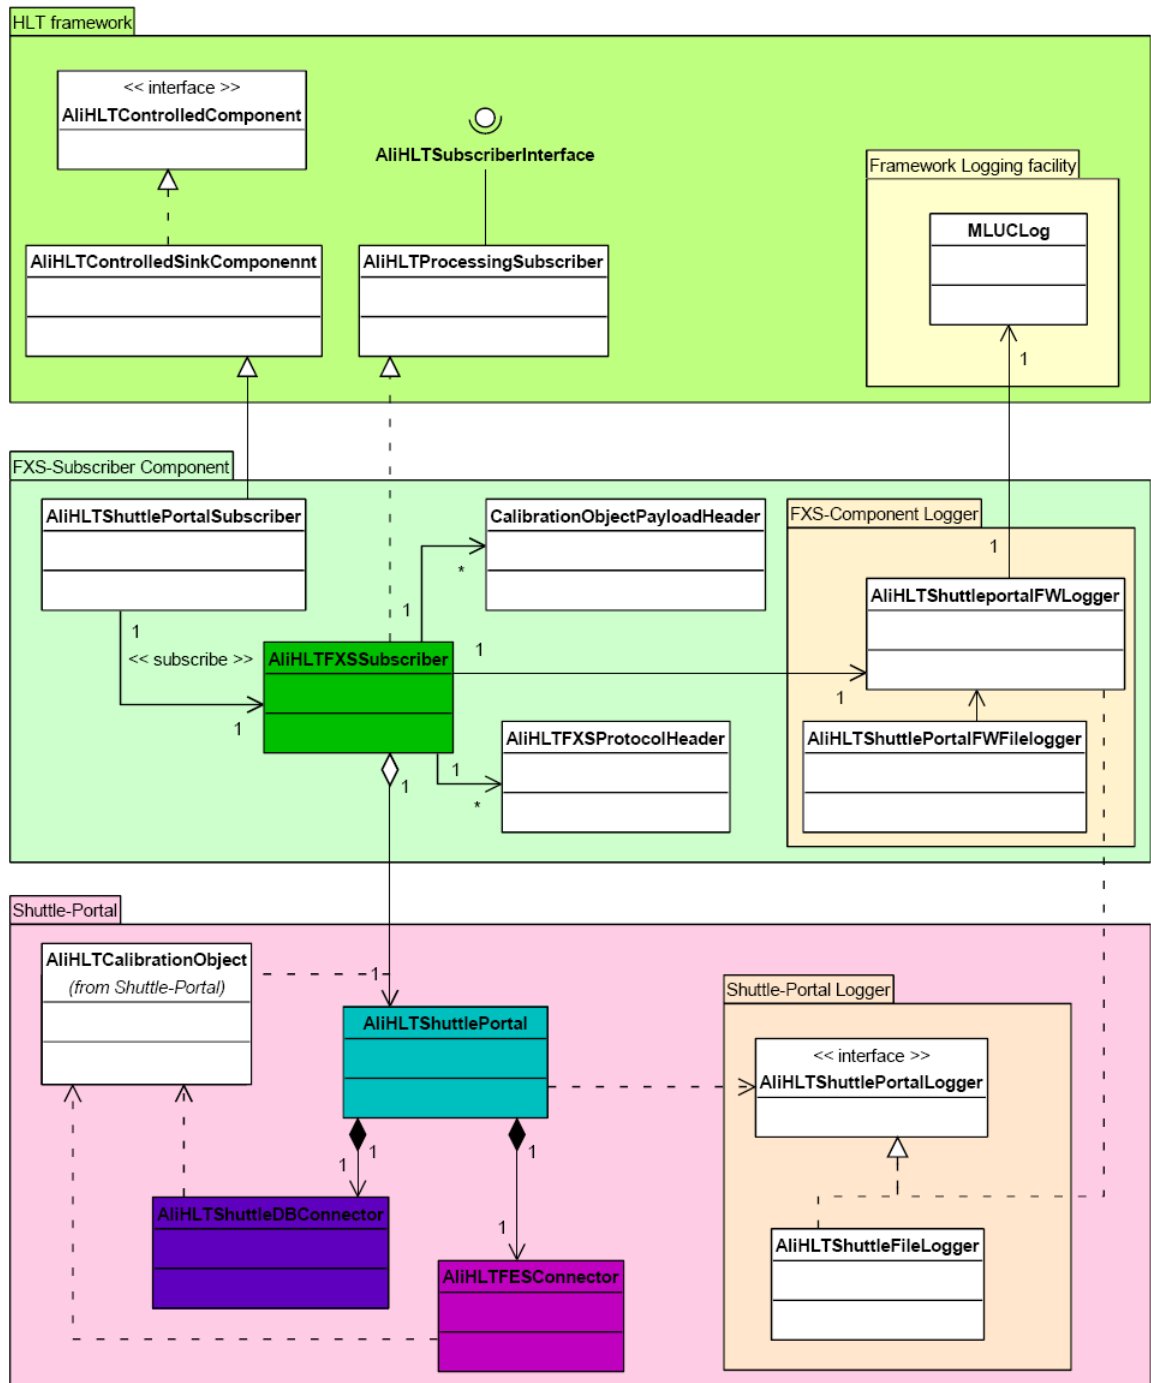 HLT framework
<< interface >>
AliHLTControlledComponent
AliHLTSubscriberInterface
Framework Logging facility
MLUCLog
AliHLTControlledSinkComponennt
AliHLTProcessingSubscriber
1
FXS-Subscriber Component
AliHLTShuttlePortalSubscriber
CalibrationObjectPayloadHeader
FXS-Component Logger
1
*
AliHLTShuttleportalFWLogger
1
1
<< subscribe >>
AliHLTFXSSubscriber
1
1
1
AliHLTFXSProtocolHeader
AliHLTShuttlePortalFWFilelogger
1
1
*
Shuttle-Portal
AliHLTCalibrationObject
(from Shuttle-Portal)
1
Shuttle-Portal Logger
AliHLTShuttlePortal
<< interface >>
AliHLTShuttlePortalLogger
1
1
1
AliHLTShuttleDBConnector
1
AliHLTShuttleFileLogger
AliHLTFESConnector